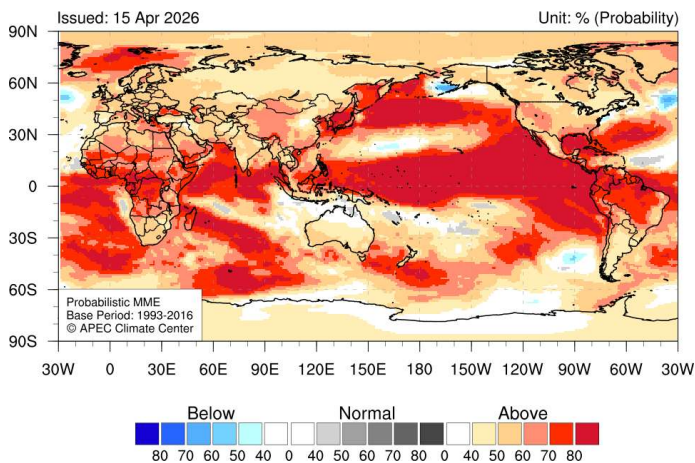 Issued: 15 Apr 2026 Unit: % (Probability)
90N
60N
30N
0
30S
60S
90S
Probabilistic MME
Base Period: 1993-2016
© APEC Climate Center
30W 0 30E 60E 90E 120E 150E 180 150W 120W 90W 60W 30W
Below Normal Above
80 70 60 50 40 0 40 50 60 70 80 0 40 50 60 70 80